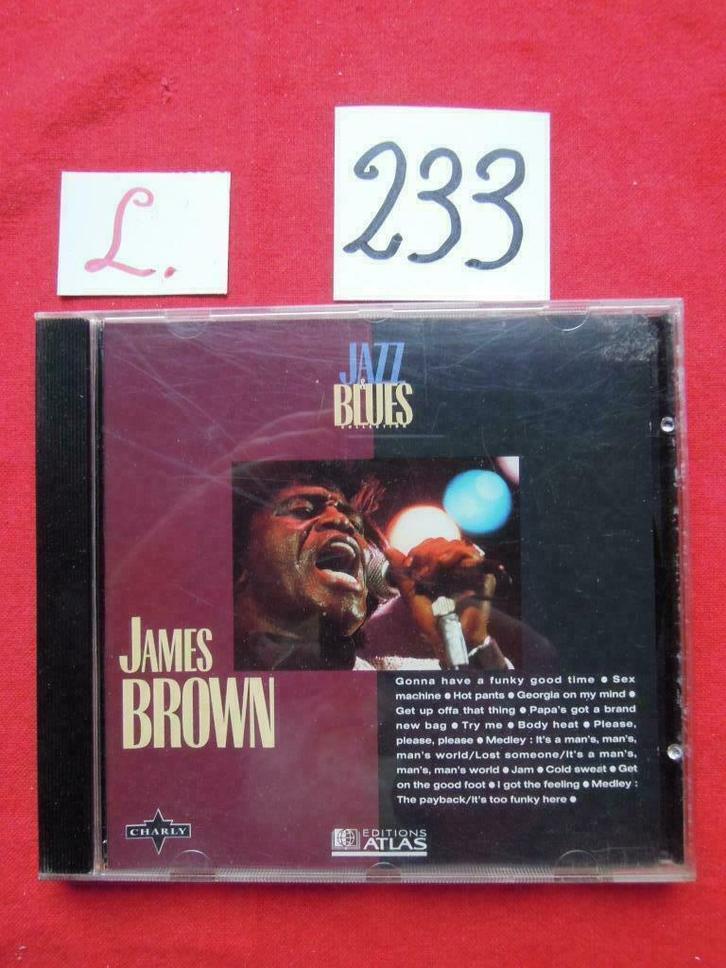 L.
233
JAZZ
&
BLUES
COLLECTION
JAMES
BROWN
Gonna have a funky good time ● Sex
machine ● Hot pants ● Georgia on my mind ●
Get up offa that thing ● Papa's got a brand
new bag ● Try me ● Body heat ● Please,
please, please ● Medley : It's a man's, man's,
man's world/Lost someone/It's a man's,
man's, man's world ● Jam ● Cold sweat ● Get
on the good foot ● I got the feeling ● Medley :
The payback/It's too funky here ●
CHARLY
EDITIONS
ATLAS